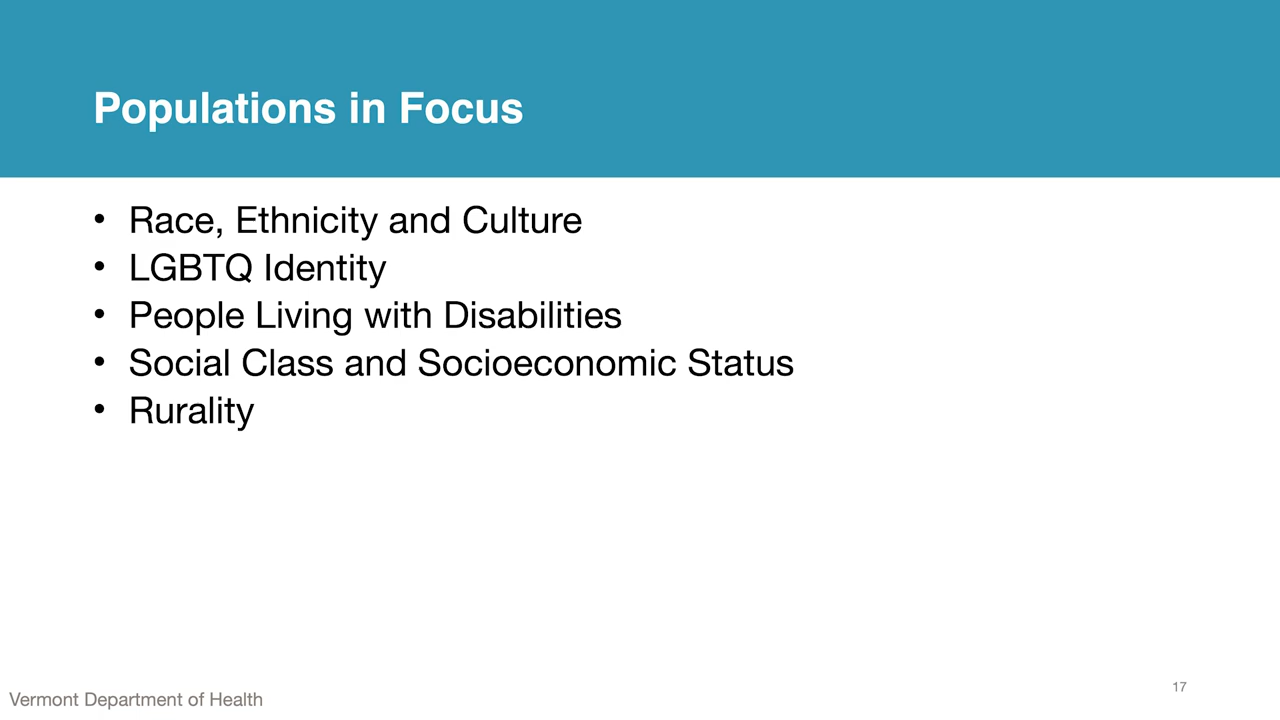 Populations in Focus
• Race, Ethnicity and Culture
• LGBTQ Identity
• People Living with Disabilities
• Social Class and Socioeconomic Status
• Rurality
Vermont Department of Health
17